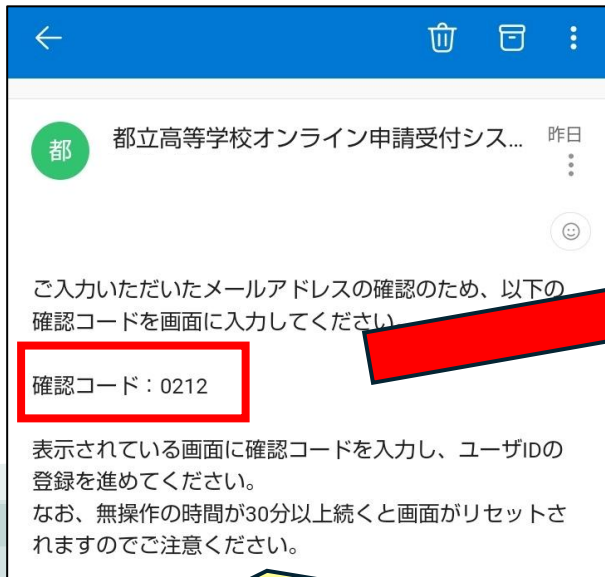 都
都立高等学校オンライン申請受付シス...
昨日
ご入力いただいたメールアドレスの確認のため、以下の
確認コードを画面に入力してください
確認コード：0212
表示されている画面に確認コードを入力し、ユーザIDの
登録を進めてください。
なお、無操作の時間が30分以上続くと画面がリセットさ
れますのでご注意ください。